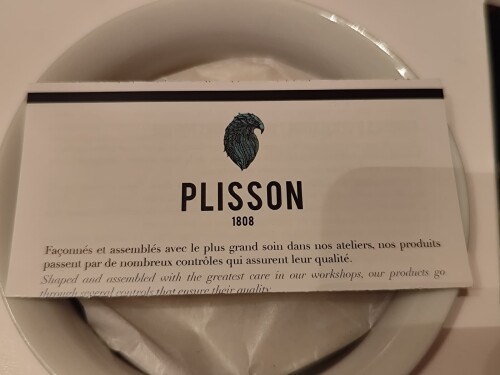 PLISSON
1808
Façonnés et assemblés avec le plus grand soin dans nos ateliers, nos produits
passent par de nombreux contrôles qui assurent leur qualité.
Shaped and assembled with the greatest care in our workshops, our products go
through several controls that ensure their quality.